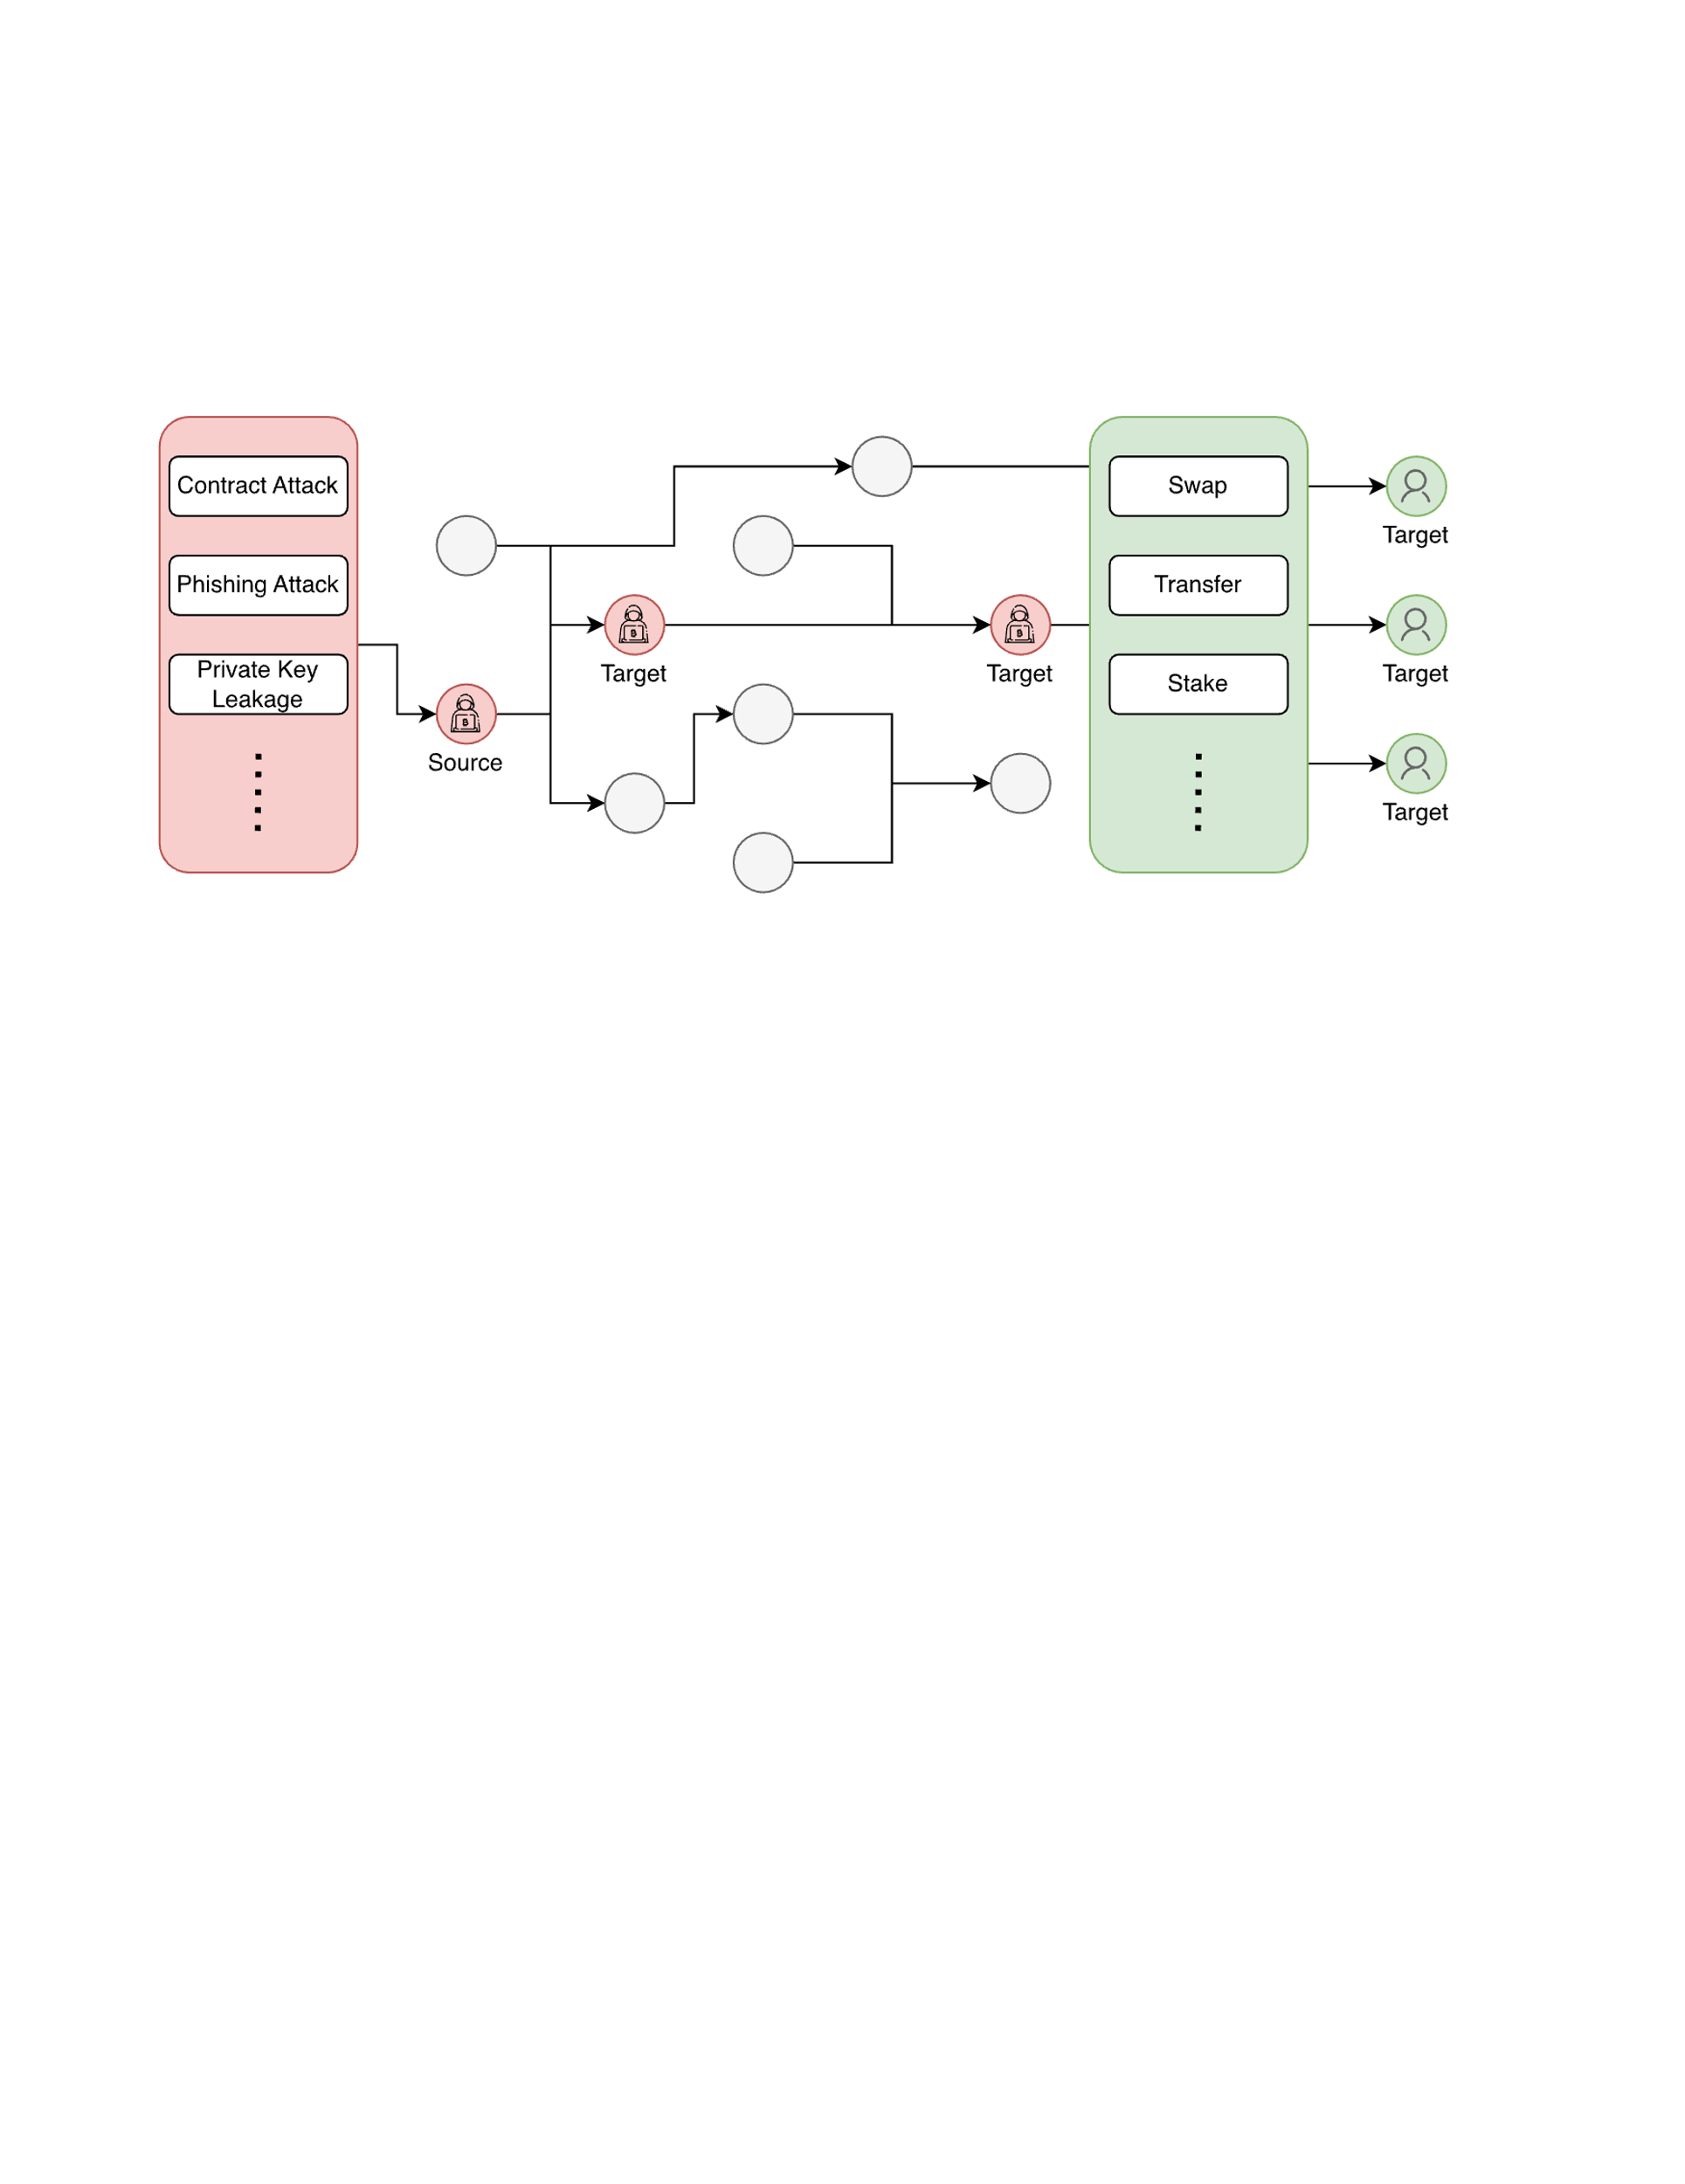 Contract Attack
Phishing Attack
Private Key
Leakage
Source
Target
Target
Swap
Transfer
Stake
Target
Target
Target